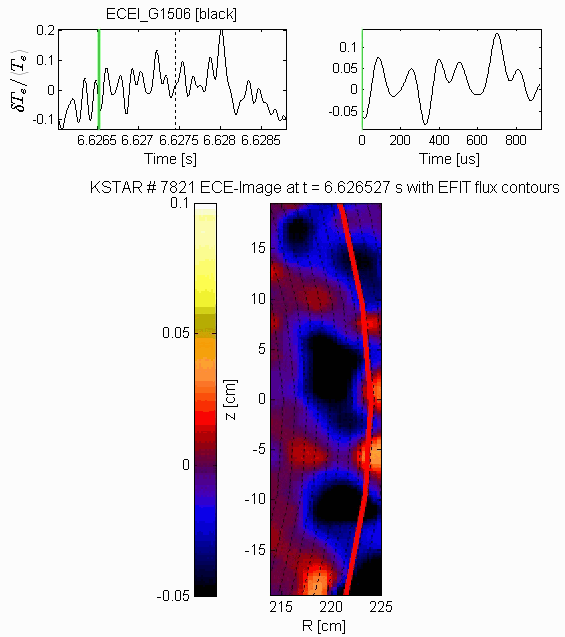 ECEI_G1506 [black]
δTe/⟨Te⟩
0.2
0.1
0
-0.1
6.6265 6.627 6.6275 6.628 6.6285
Time [s]
0.1
0.05
0
-0.05
0 200 400 600 800
Time [us]
KSTAR # 7821 ECE-Image at t = 6.626527 s with EFIT flux contours
0.1
0.05
0
-0.05
z [cm]
15
10
5
0
-5
-10
-15
215 220 225
R [cm]